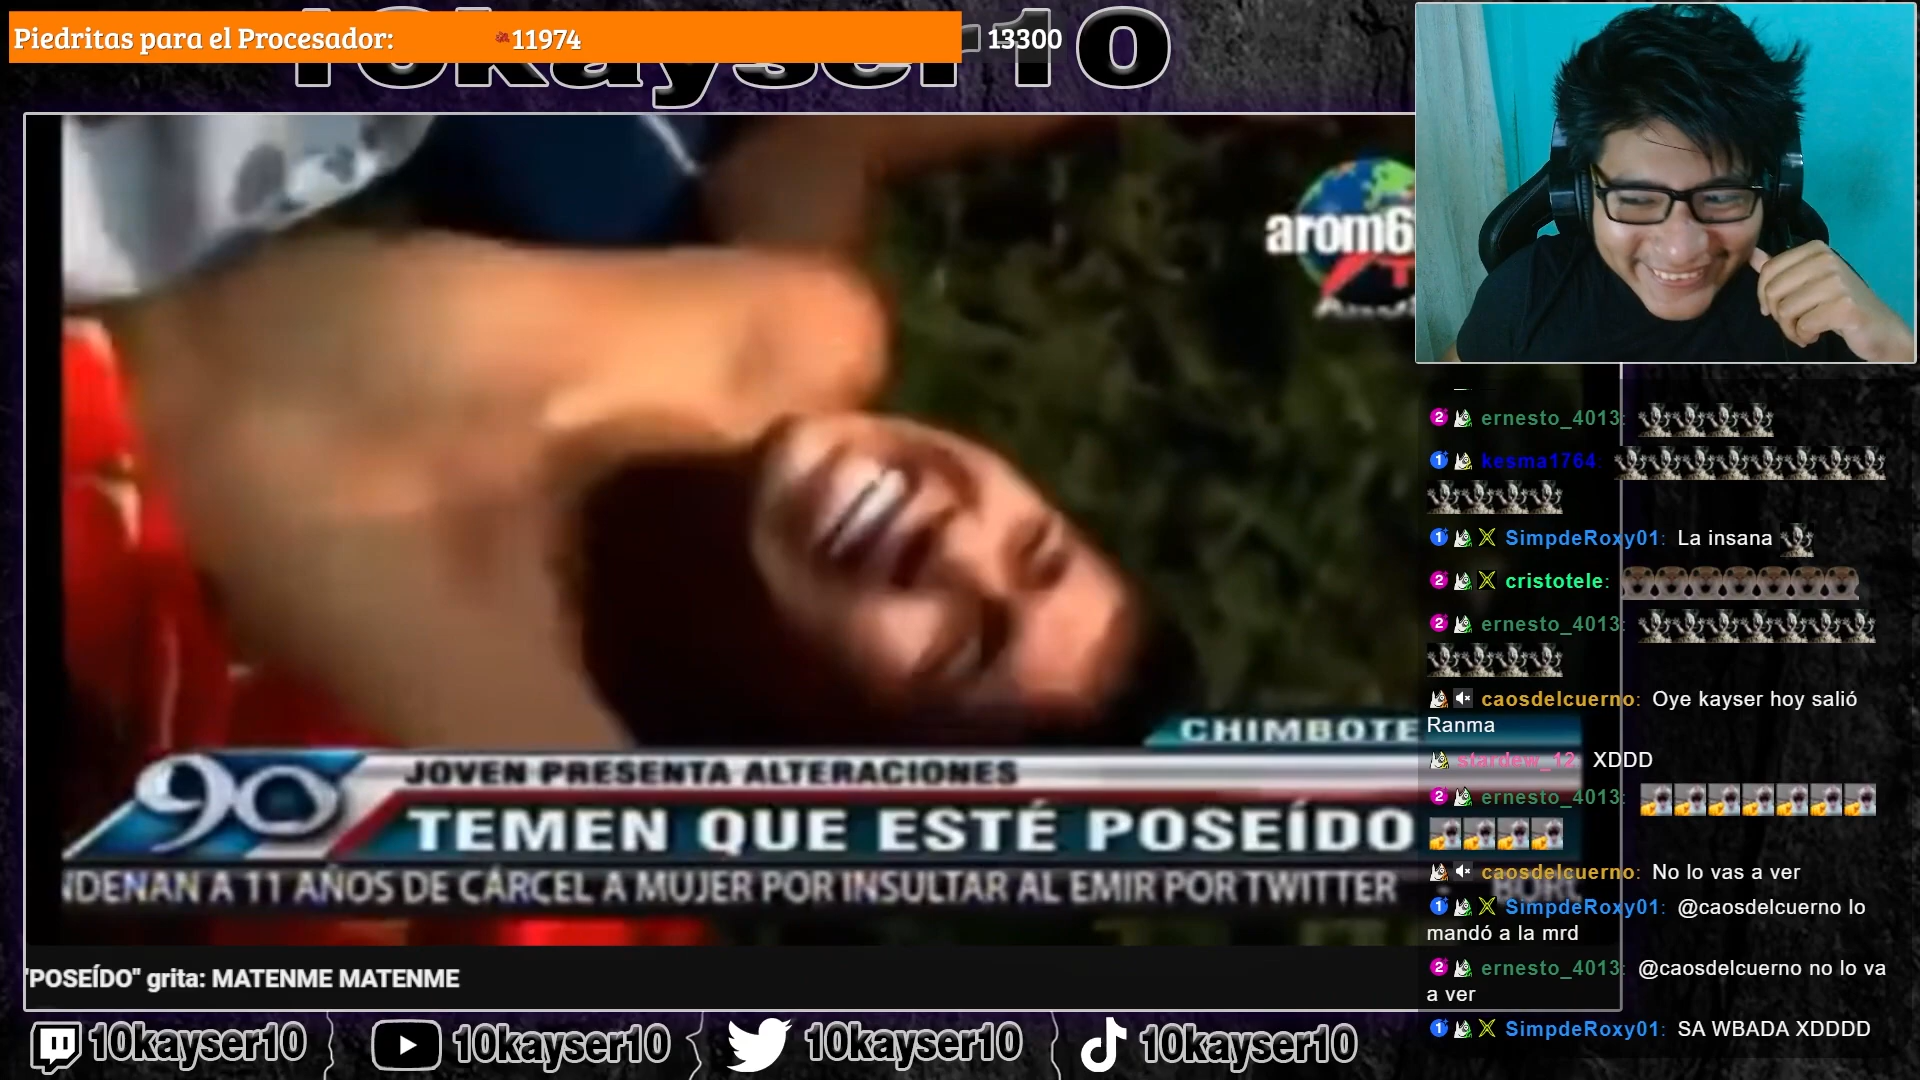 10kayser10
Piedritas para el Procesador:
11974
13300
arom6
CHIMBOTE
90
JOVEN PRESENTA ALTERACIONES
TEMEN QUE ESTÉ POSEÍDO
NDENAN A 11 AÑOS DE CÁRCEL A MUJER POR INSULTAR AL EMIR POR TWITTER
"POSEÍDO" grita: MATENME MATENME
ernesto_4013:
kesma1764:
SimpdeRoxy01: La insana
cristotele:
ernesto_4013:
caosdelcuerno: Oye kayser hoy salió
Ranma
stardew_12 XDDD
ernesto_4013:
caosdelcuerno: No lo vas a ver
SimpdeRoxy01: @caosdelcuerno lo
mandó a la mrd
ernesto_4013: @caosdelcuerno no lo va
a ver
SimpdeRoxy01: SA WBADA XDDDD
10kayser10
10kayser10
10kayser10
10kayser10